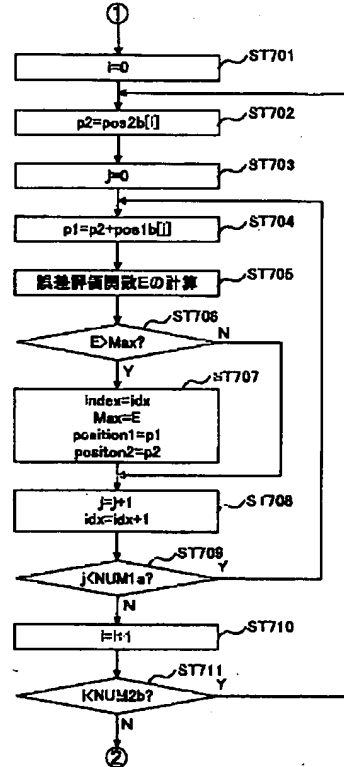 ①
ST701
i=0
ST702
p2=pos2b[i]
ST703
j=0
ST704
p1=p2+pos1b[j]
ST705
誤差評価関数Eの計算
ST706
E>Max?
N
Y
ST707
index=idx
Max=E
position1=p1
positon2=p2
ST708
j=j+1
idx=idx+1
ST709
j<NUM1a?
Y
N
ST710
i=i+1
ST711
i<NUM2b?
Y
N
②